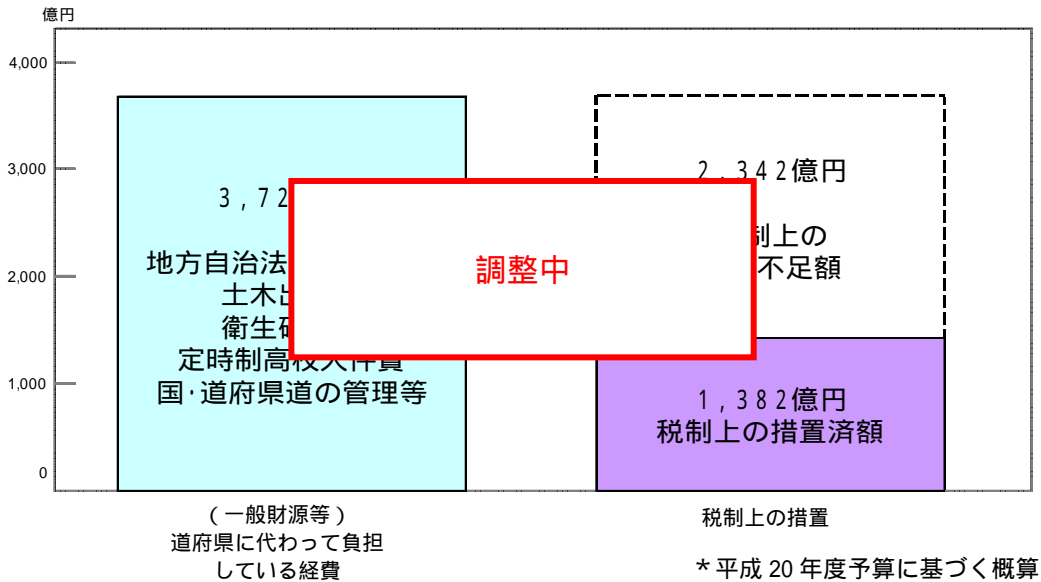 億円
4,000
3,000
2,000
1,000
0
3,72
地方自治法
土木
衛生
定時制高校人件費
国・道府県道の管理等
調整中
2,342億円
制上の
不足額
1,382億円
税制上の措置済額
(一般財源等)
道府県に代わって負担
している経費
税制上の措置
*平成20年度予算に基づく概算